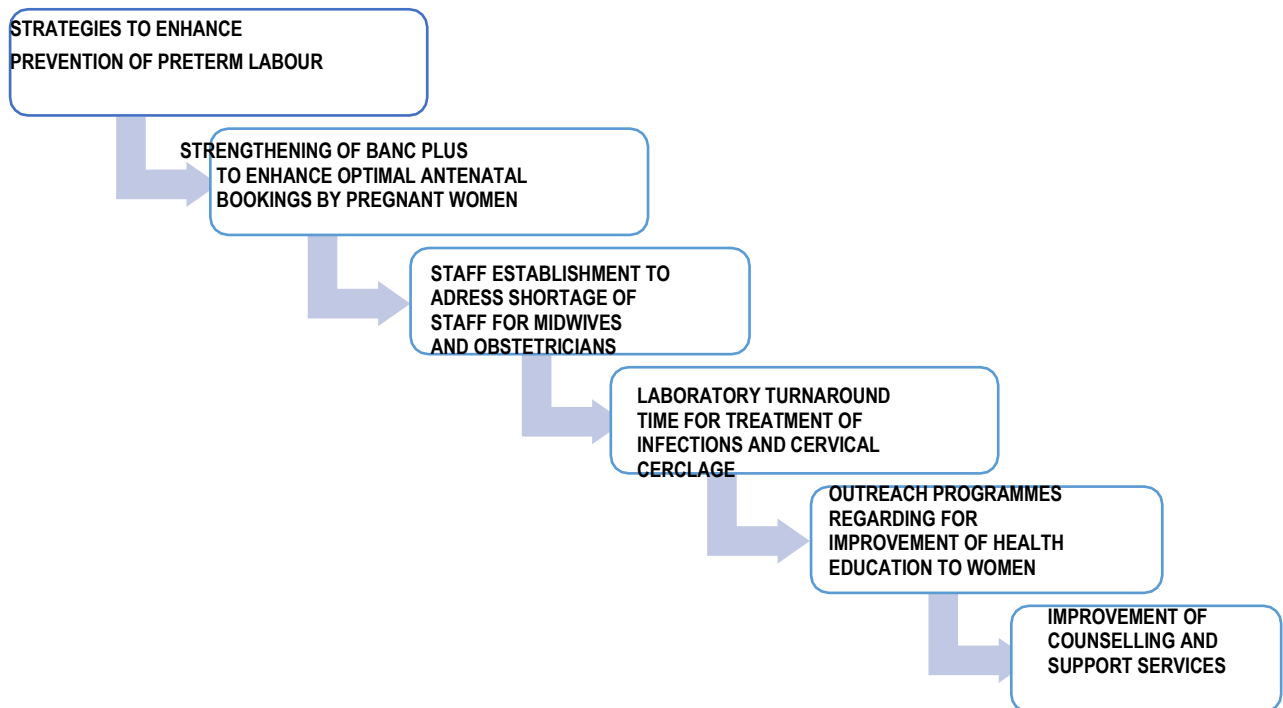 STRATEGIES TO ENHANCE
PREVENTION OF PRETERM LABOUR
STRENGTHENING OF BANC PLUS
TO ENHANCE OPTIMAL ANTENATAL
BOOKINGS BY PREGNANT WOMEN
STAFF ESTABLISHMENT TO
ADRESS SHORTAGE OF
STAFF FOR MIDWIVES
AND OBSTETRICIANS
LABORATORY TURNAROUND
TIME FOR TREATMENT OF
INFECTIONS AND CERVICAL
CERCLAGE
OUTREACH PROGRAMMES
REGARDING FOR
IMPROVEMENT OF HEALTH
EDUCATION TO WOMEN
IMPROVEMENT OF
COUNSELLING AND
SUPPORT SERVICES